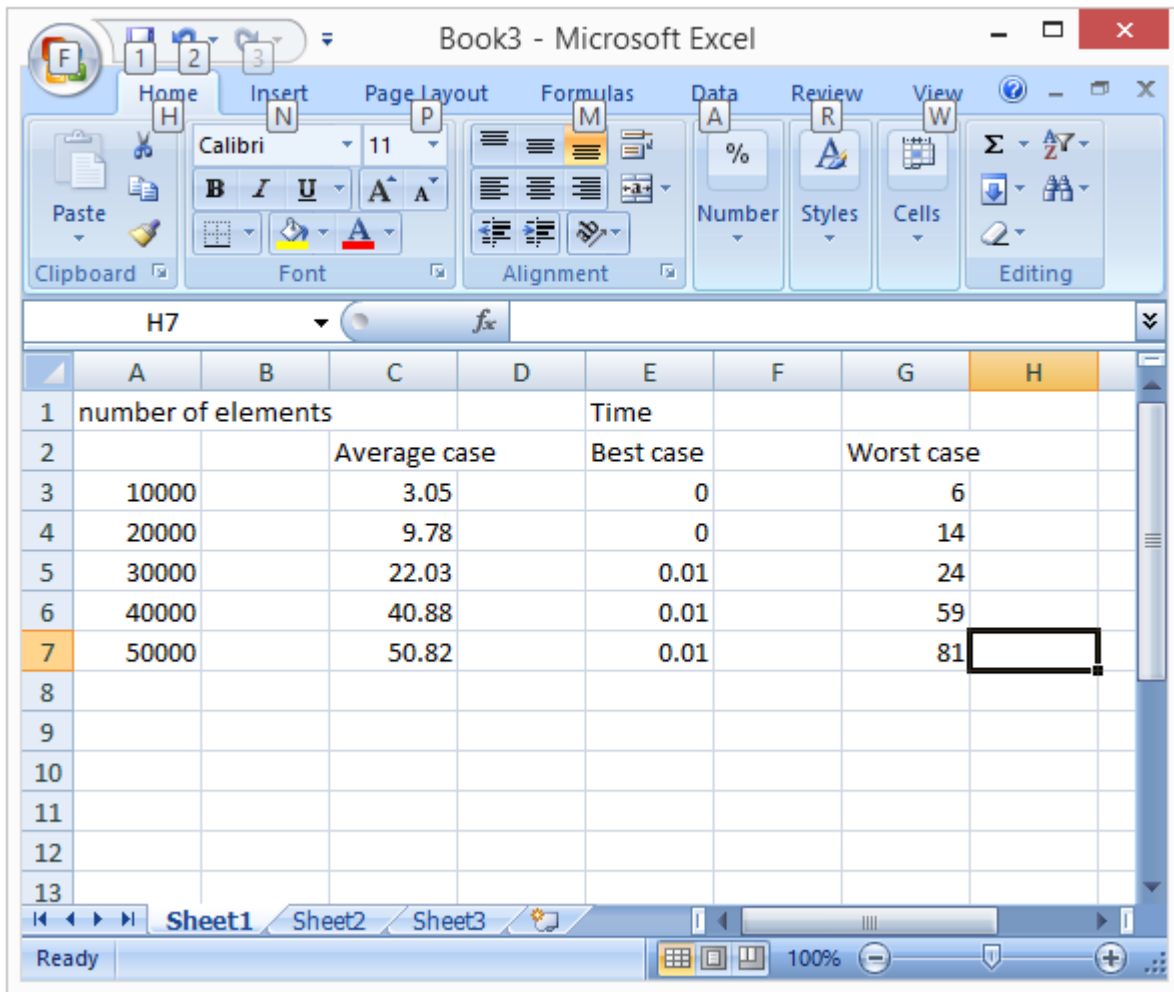 Book3 - Microsoft Excel
F 1 2 3
Home Insert Page Layout Formulas Data Review View
H N P M A R W
Calibri 11
B I U A A % A Σ A Z
Paste Number Styles Cells
A
Clipboard Font Alignment Editing
H7 fx
A B C D E F G H
1 number of elements Time
2 Average case Best case Worst case
3 10000 3.05 0 6
4 20000 9.78 0 14
5 30000 22.03 0.01 24
6 40000 40.88 0.01 59
7 50000 50.82 0.01 81
8
9
10
11
12
13
Sheet1 Sheet2 Sheet3
Ready 100%